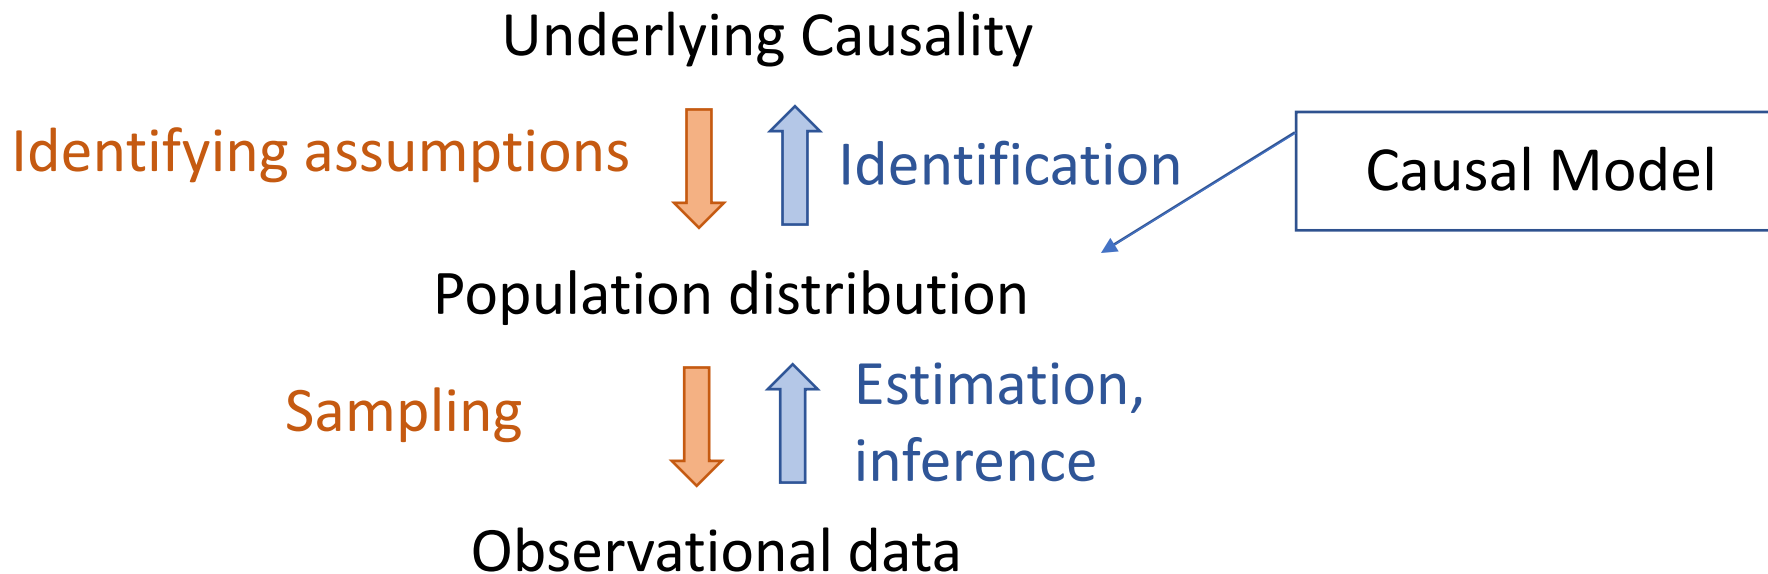 Underlying Causality
Identifying assumptions
Identification
Causal Model
Population distribution
Sampling
Estimation,
inference
Observational data